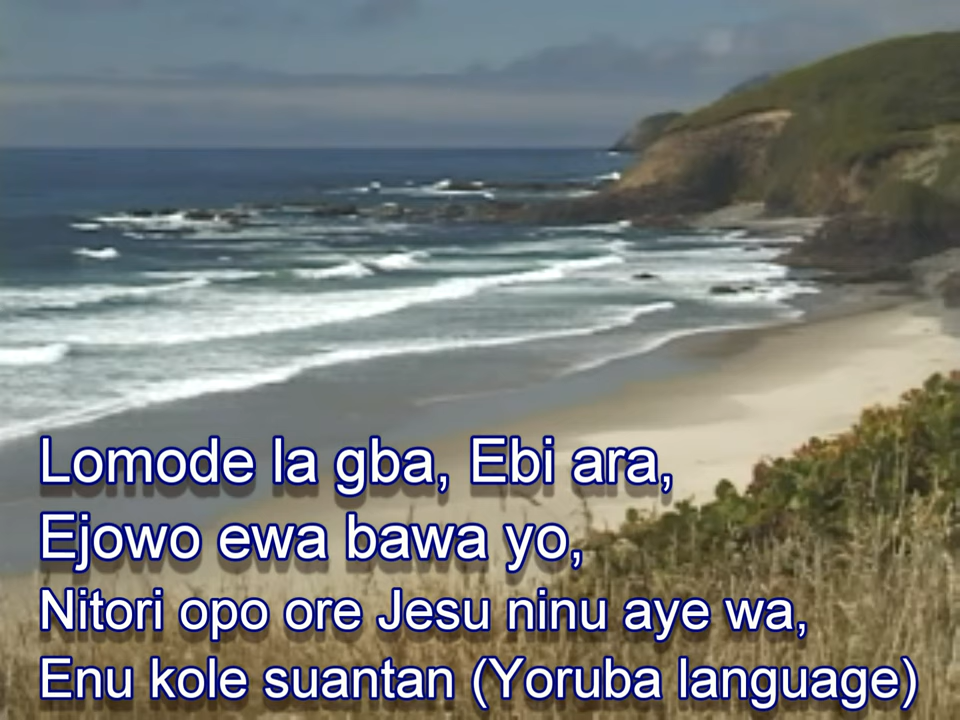 Lomode la gba, Ebi ara,
Ejowo ewa bawa yo,
Nitori opo ore Jesu ninu aye wa,
Enu kole suantan (Yoruba language)